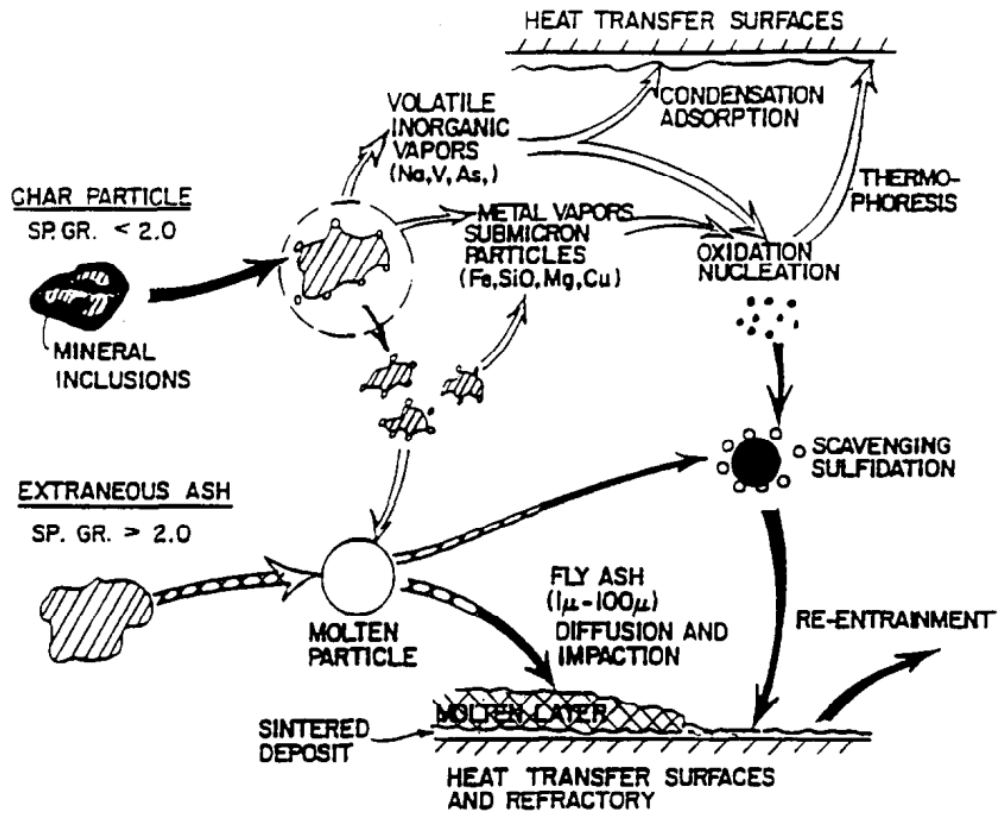 HEAT TRANSFER SURFACES
VOLATILE
INORGANIC
VAPORS
(Na,V,As,)
CONDENSATION
ADSORPTION
THERMO-
PHORESIS
CHAR PARTICLE
SP. GR. < 2.0
METAL VAPORS
SUBMICRON
PARTICLES
(Fe,SiO,Mg,Cu)
OXIDATION
NUCLEATION
MINERAL
INCLUSIONS
SCAVENGING
SULFIDATION
EXTRANEOUS ASH
SP. GR. > 2.0
MOLTEN
PARTICLE
FLY ASH
(1μ-100μ)
DIFFUSION AND
IMPACTION
RE-ENTRAINMENT
MOLTEN LAYER
SINTERED
DEPOSIT
HEAT TRANSFER SURFACES
AND REFRACTORY